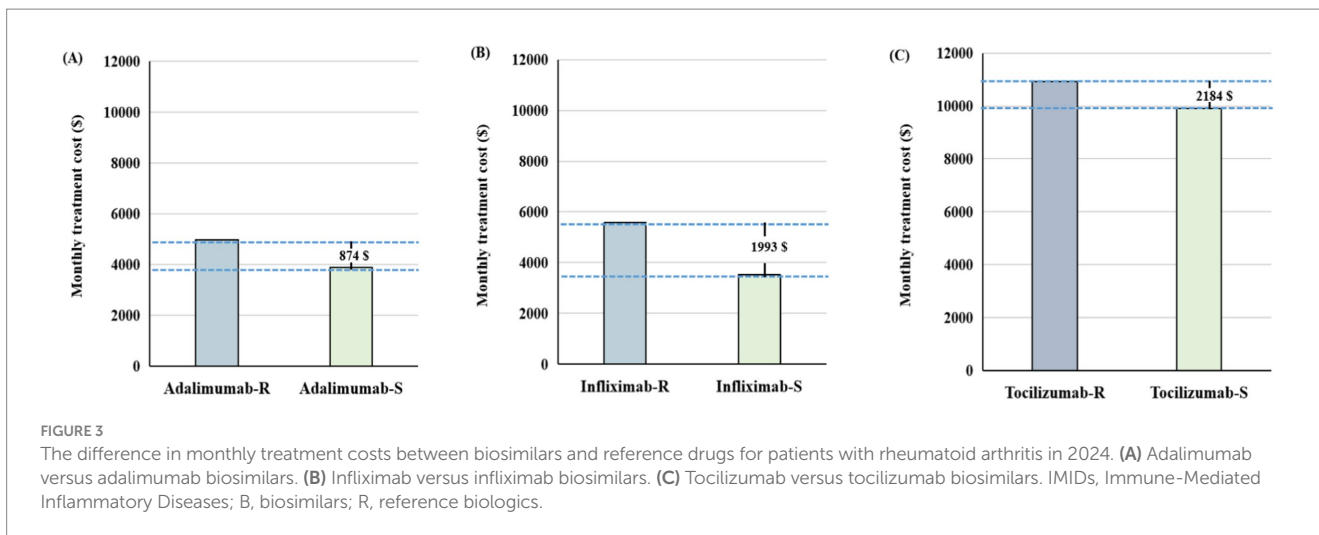 (A)
Monthly treatment cost ($)
12000
10000
8000
6000
4000
2000
0
874 $
Adalimumab-R Adalimumab-S
(B)
Monthly treatment cost ($)
12000
10000
8000
6000
4000
2000
0
1993 $
Infliximab-R Infliximab-S
(C)
Monthly treatment cost ($)
12000
10000
8000
6000
4000
2000
0
2184 $
Tocilizumab-R Tocilizumab-S
FIGURE 3
The difference in monthly treatment costs between biosimilars and reference drugs for patients with rheumatoid arthritis in 2024. (A) Adalimumab
versus adalimumab biosimilars. (B) Infliximab versus infliximab biosimilars. (C) Tocilizumab versus tocilizumab biosimilars. IMIDs, Immune-Mediated
Inflammatory Diseases; B, biosimilars; R, reference biologics.